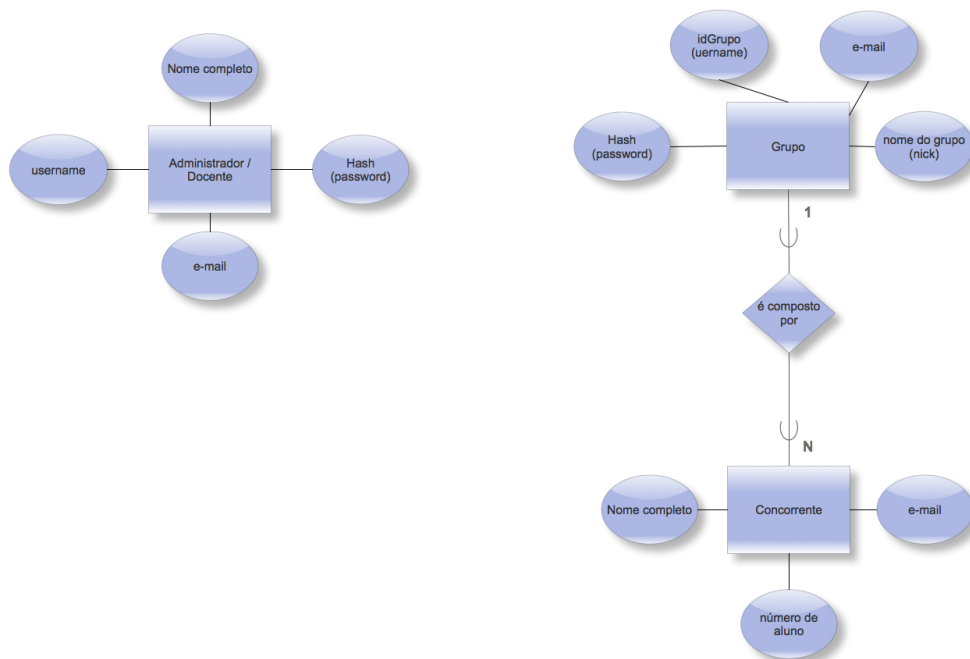 Nome completo
username
Administrador /
Docente
Hash
(password)
e-mail
idGrupo
(uername)
e-mail
Hash
(password)
Grupo
nome do grupo
(nick)
1
é composto
por
N
Nome completo
Concorrente
e-mail
número de
aluno